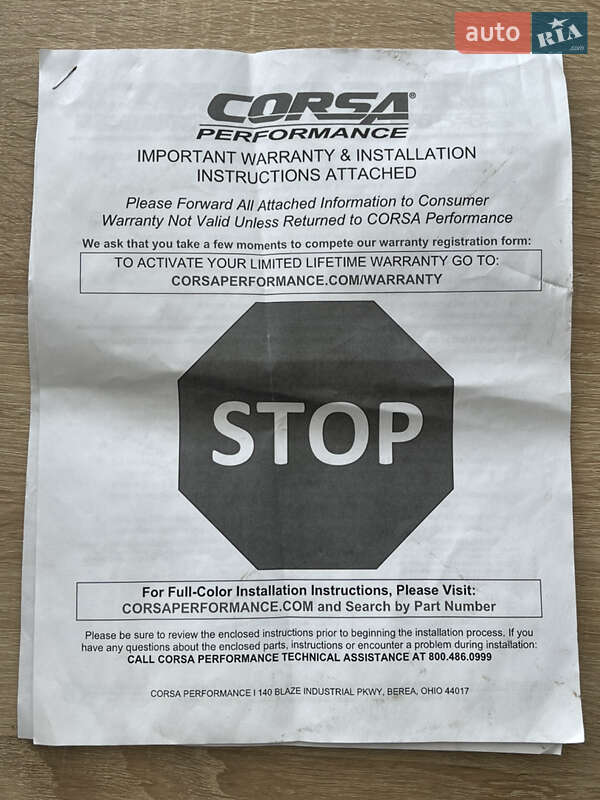 auto RIA.com
CORSA®
PERFORMANCE
IMPORTANT WARRANTY & INSTALLATION
INSTRUCTIONS ATTACHED
Please Forward All Attached Information to Consumer
Warranty Not Valid Unless Returned to CORSA Performance
We ask that you take a few moments to compete our warranty registration form:
TO ACTIVATE YOUR LIMITED LIFETIME WARRANTY GO TO:
CORSAPERFORMANCE.COM/WARRANTY
STOP
For Full-Color Installation Instructions, Please Visit:
CORSAPERFORMANCE.COM and Search by Part Number
Please be sure to review the enclosed instructions prior to beginning the installation process. If you
have any questions about the enclosed parts, instructions or encounter a problem during installation:
CALL CORSA PERFORMANCE TECHNICAL ASSISTANCE AT 800.486.0999
CORSA PERFORMANCE I 140 BLAZE INDUSTRIAL PKWY, BEREA, OHIO 44017